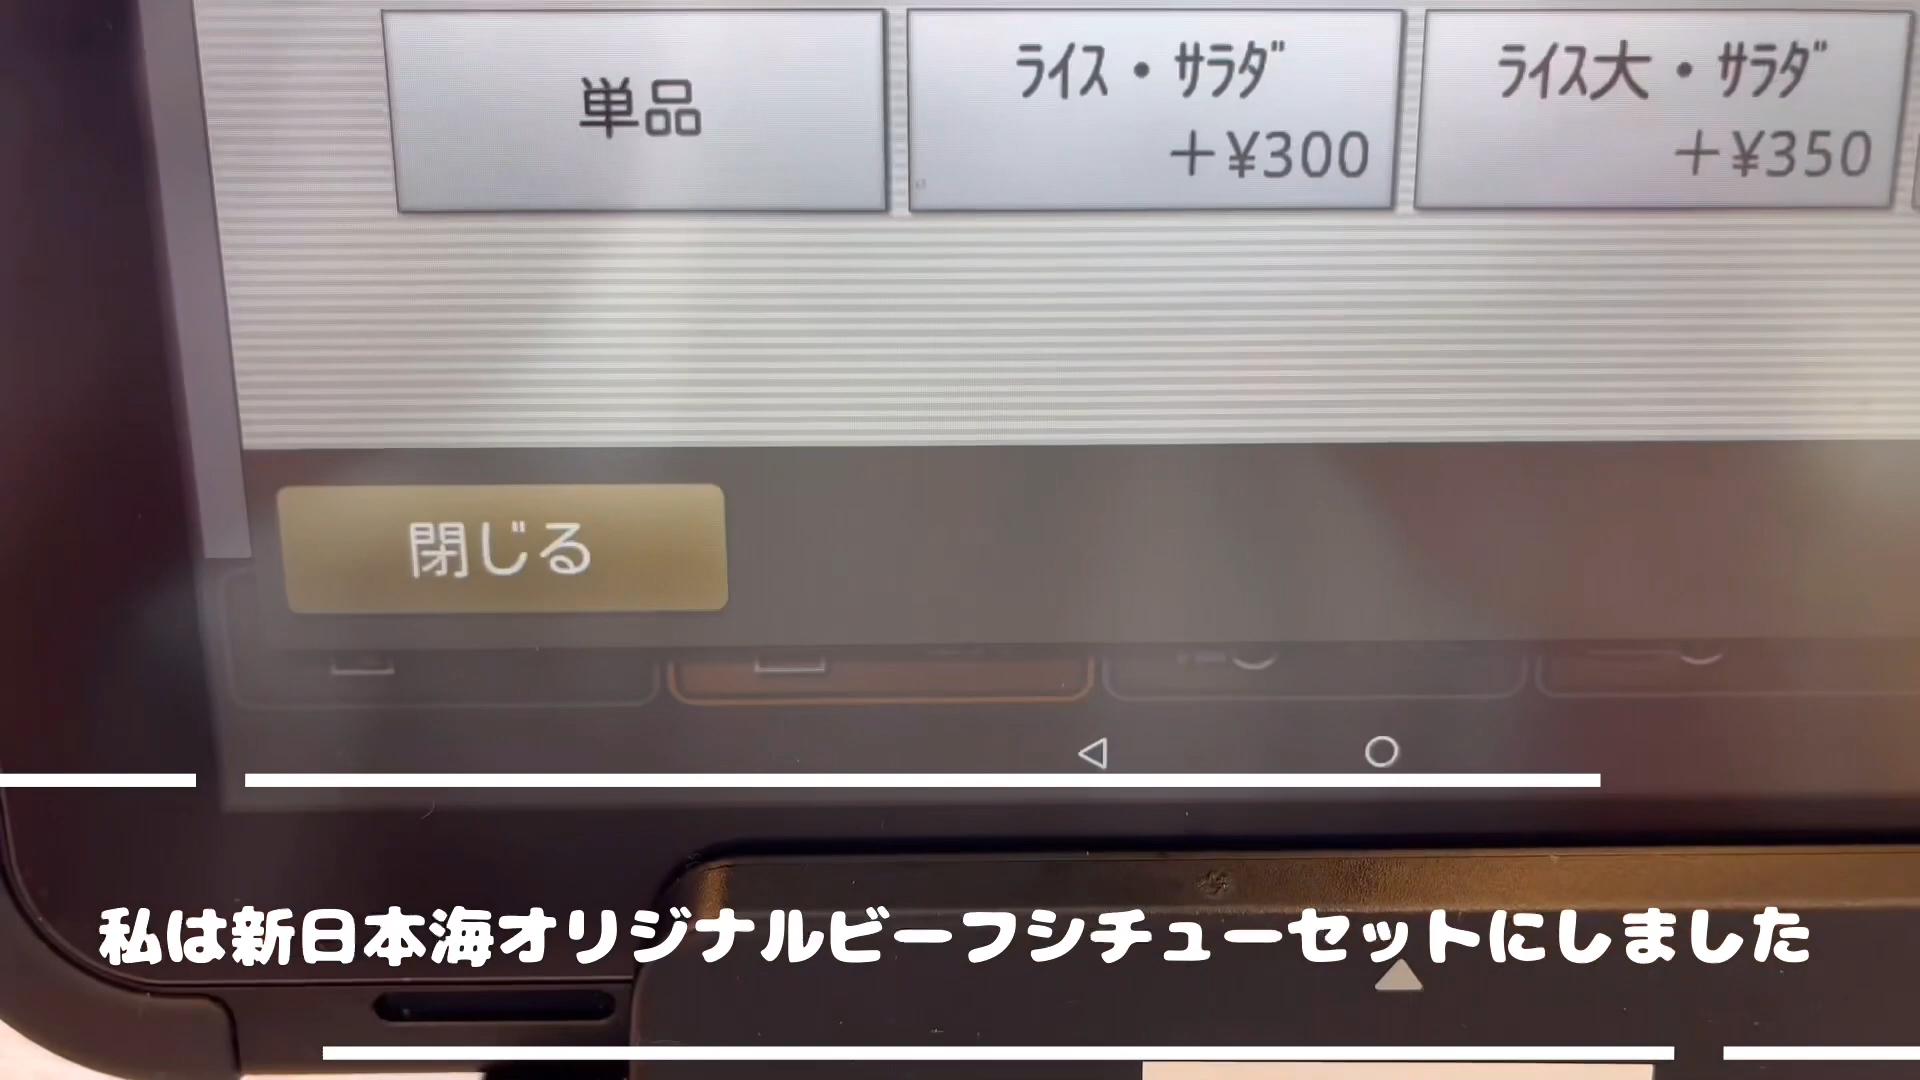 単品
ﾗｲｽ・ｻﾗﾀﾞ
＋¥300
ﾗｲｽ大・ｻﾗﾀﾞ
＋¥350
閉じる
私は新日本海オリジナルビーフシチューセットにしました